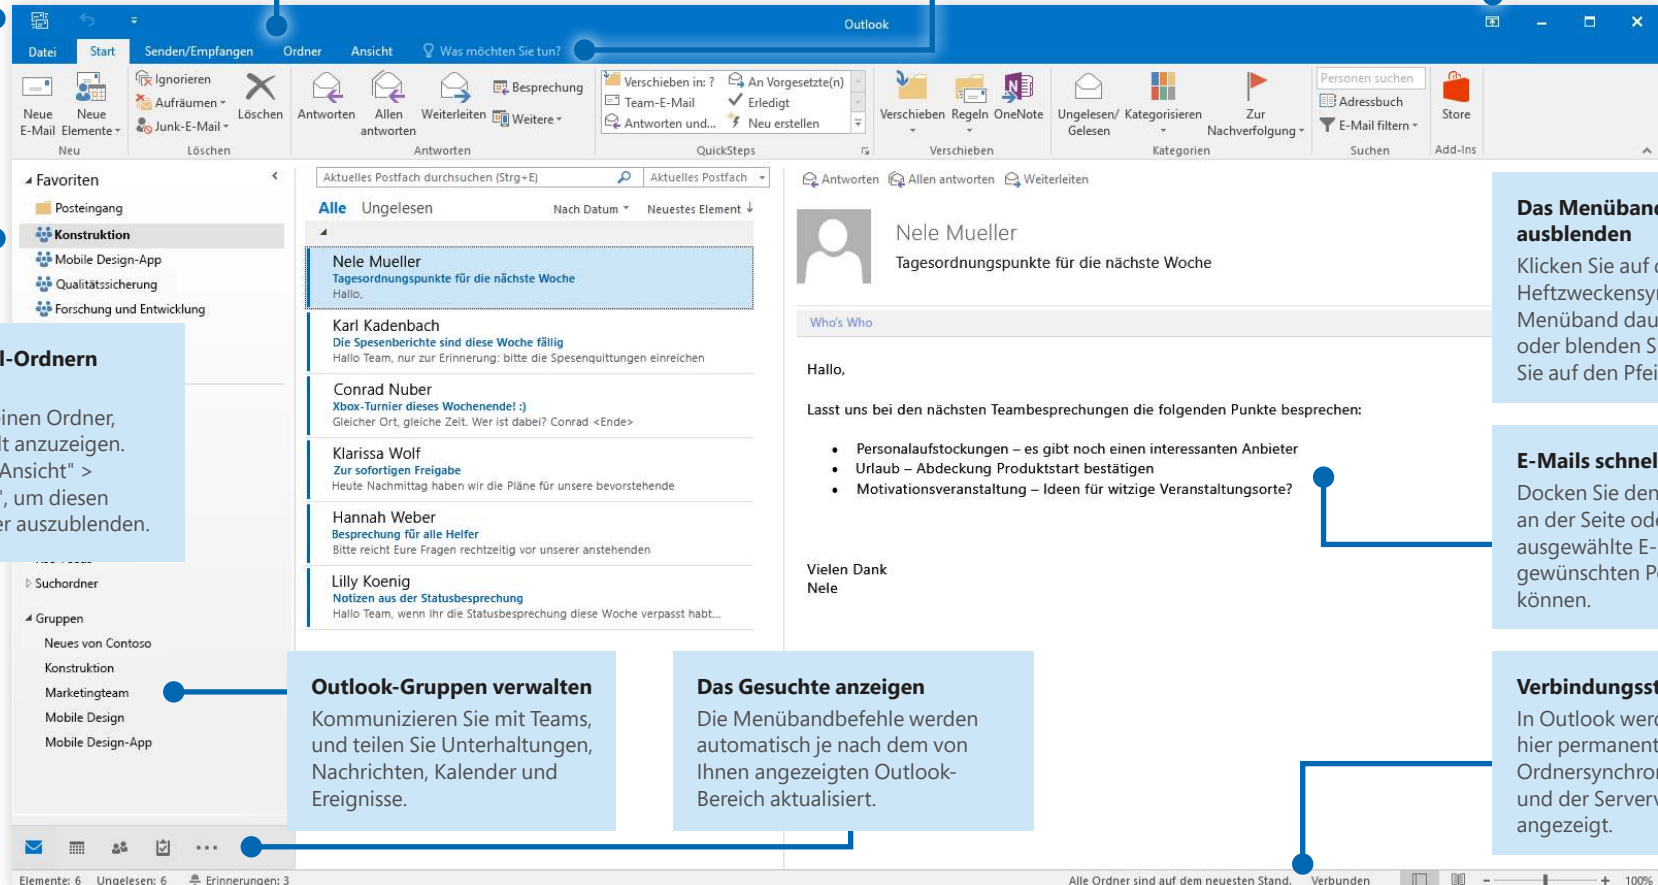 Outlook
Datei Start Senden/Empfangen Ordner Ansicht Was möchten Sie tun?
Neue E-Mail
Neue Elemente
Neu
Ignorieren
Aufräumen
Junk-E-Mail
Löschen
Löschen
Antworten
Allen antworten
Weiterleiten
Besprechung
Weitere
Antworten
Verschieben in: ?
Team-E-Mail
Antworten und...
An Vorgesetzte(n)
Erledigt
Neu erstellen
QuickSteps
Verschieben
Regeln
OneNote
Verschieben
Ungelesen/ Gelesen
Kategorisieren
Zur Nachverfolgung
Kategorien
Personen suchen
Adressbuch
E-Mail filtern
Suchen
Store
Add-Ins
Favoriten
Posteingang
Konstruktion
Mobile Design-App
Qualitätssicherung
Forschung und Entwicklung
l-Ordnern
inen Ordner,
lt anzuzeigen.
Ansicht" >
", um diesen
er auszublenden.
Suchordner
Gruppen
Neues von Contoso
Konstruktion
Marketingteam
Mobile Design
Mobile Design-App
Aktuelles Postfach durchsuchen (Strg+E) Aktuelles Postfach
Alle Ungelesen Nach Datum Neuestes Element
Nele Mueller
Tagesordnungspunkte für die nächste Woche
Hallo,
Karl Kadenbach
Die Spesenberichte sind diese Woche fällig
Hallo Team, nur zur Erinnerung: bitte die Spesenquittungen einreichen
Conrad Nuber
Xbox-Turnier dieses Wochenende! :)
Gleicher Ort, gleiche Zeit. Wer ist dabei? Conrad <Ende>
Klarissa Wolf
Zur sofortigen Freigabe
Heute Nachmittag haben wir die Pläne für unsere bevorstehende
Hannah Weber
Besprechung für alle Helfer
Bitte reicht Eure Fragen rechtzeitig vor unserer anstehenden
Lilly Koenig
Notizen aus der Statusbesprechung
Hallo Team, wenn Ihr die Statusbesprechung diese Woche verpasst habt...
Antworten Allen antworten Weiterleiten
Nele Mueller
Tagesordnungspunkte für die nächste Woche
Who's Who
Hallo,
Lasst uns bei den nächsten Teambesprechungen die folgenden Punkte besprechen:
• Personalaufstockungen – es gibt noch einen interessanten Anbieter
• Urlaub – Abdeckung Produktstart bestätigen
• Motivationsveranstaltung – Ideen für witzige Veranstaltungsorte?
Vielen Dank
Nele
Das Menüband
ausblenden
Klicken Sie auf d
Heftzweckensyn
Menüband dau
oder blenden S
Sie auf den Pfei
E-Mails schnel
Docken Sie den
an der Seite ode
ausgewählte E-
gewünschten Po
können.
Verbindungsst
In Outlook werd
hier permanent
Ordnersynchron
und der Serverv
angezeigt.
Outlook-Gruppen verwalten
Kommunizieren Sie mit Teams,
und teilen Sie Unterhaltungen,
Nachrichten, Kalender und
Ereignisse.
Das Gesuchte anzeigen
Die Menübandbefehle werden
automatisch je nach dem von
Ihnen angezeigten Outlook-
Bereich aktualisiert.
Elemente: 6 Ungelesen: 6 Erinnerungen: 3
Alle Ordner sind auf dem neuesten Stand. Verbunden 100%